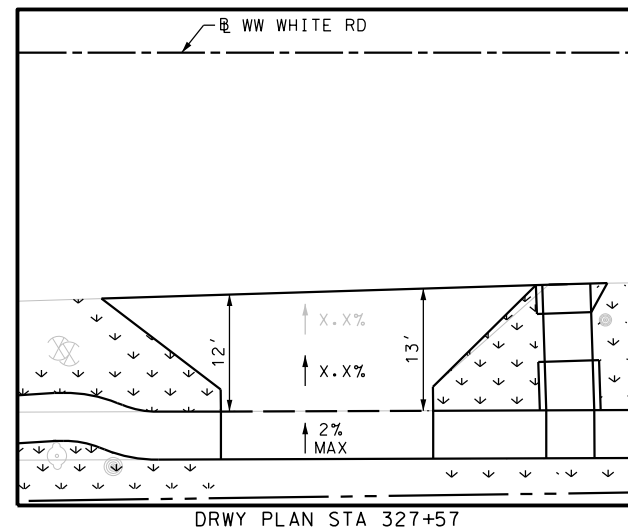 ℄ WW WHITE RD
X.X%
12'
X.X%
13'
2%
MAX
DRWY PLAN STA 327+57